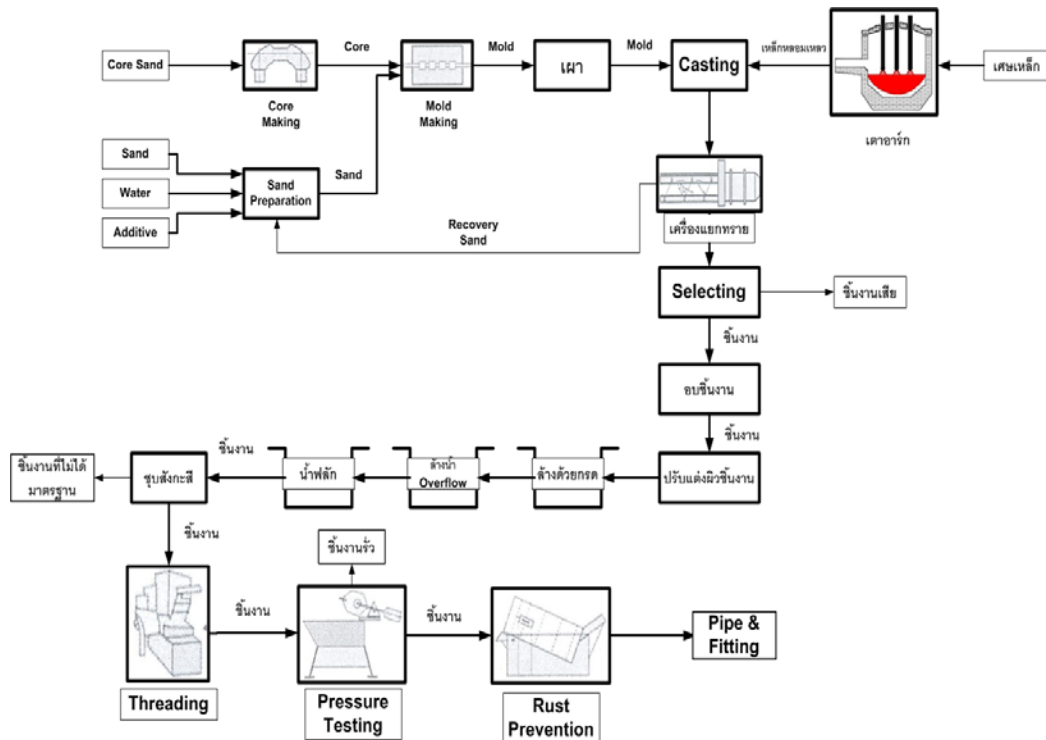 Core Sand
Core
Core
Making
Mold
Mold
Making
เผา
Mold
Casting
เหล็กหลอมเหลว
เตาอาร์ก
เศษเหล็ก
Sand
Water
Additive
Sand
Preparation
Sand
Recovery
Sand
เครื่องแยกทราย
Selecting
ชิ้นงานเสีย
ชิ้นงาน
อบชิ้นงาน
ชิ้นงาน
ปรับแต่งผิวชิ้นงาน
ล้างด้วยกรด
ล้างน้ำ
Overflow
น้ำฟลัก
ชิ้นงาน
ชุบสังกะสี
ชิ้นงานที่ไม่ได้
มาตรฐาน
ชิ้นงาน
Threading
ชิ้นงาน
ชิ้นงานรั่ว
Pressure
Testing
ชิ้นงาน
Rust
Prevention
Pipe &
Fitting